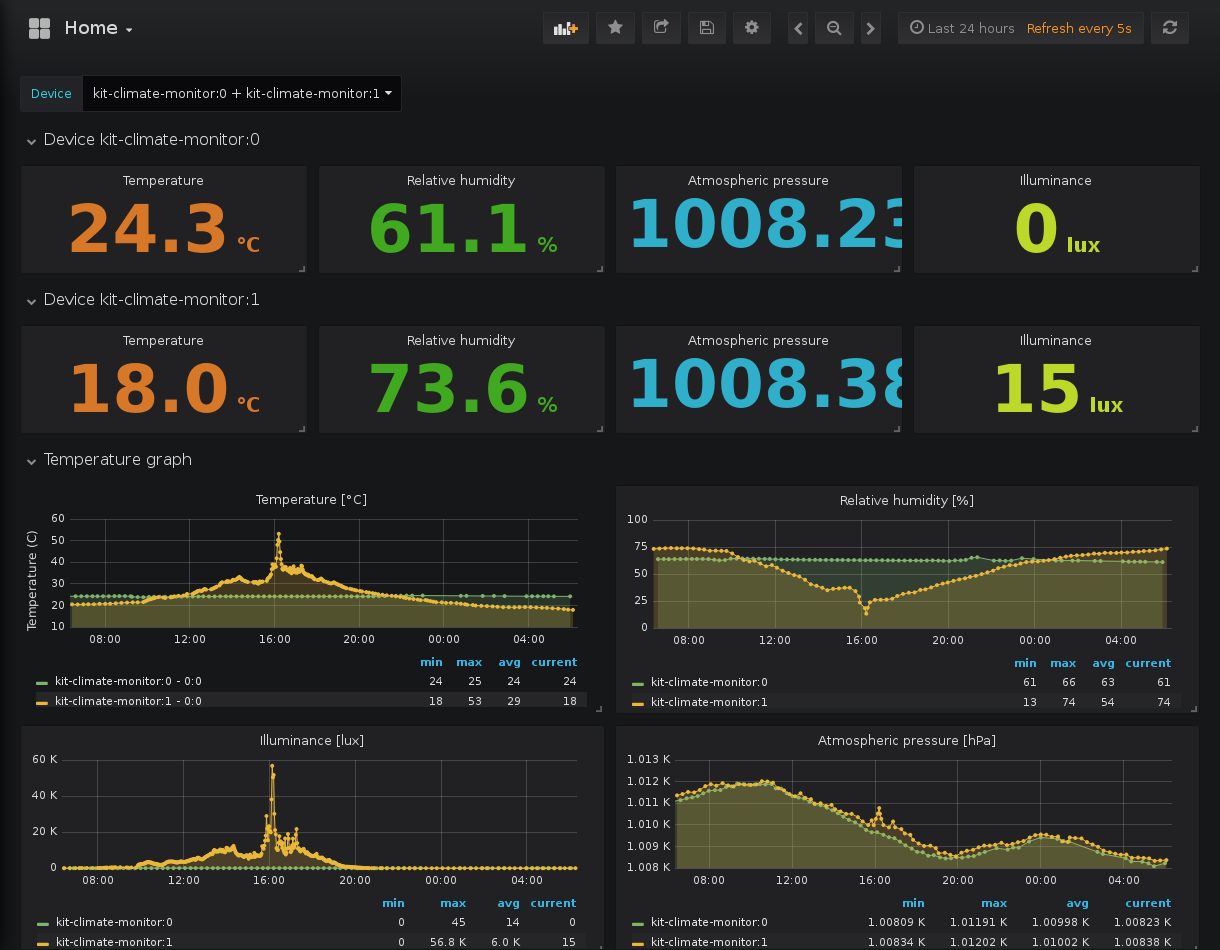 Home
Last 24 hours Refresh every 5s
Device kit-climate-monitor:0 + kit-climate-monitor:1
Device kit-climate-monitor:0
Temperature Relative humidity Atmospheric pressure Illuminance
24.3 °C 61.1 % 1008.23 0 lux
Device kit-climate-monitor:1
Temperature Relative humidity Atmospheric pressure Illuminance
18.0 °C 73.6 % 1008.38 15 lux
Temperature graph
Temperature [°C]
Temperature (C)
60
50
40
30
20
10
08:00 12:00 16:00 20:00 00:00 04:00
min max avg current
kit-climate-monitor:0 - 0:0 24 25 24 24
kit-climate-monitor:1 - 0:0 18 53 29 18
Relative humidity [%]
100
75
50
25
0
08:00 12:00 16:00 20:00 00:00 04:00
min max avg current
kit-climate-monitor:0 61 66 63 61
kit-climate-monitor:1 13 74 54 74
Illuminance [lux]
60 K
40 K
20 K
0
08:00 12:00 16:00 20:00 00:00 04:00
min max avg current
kit-climate-monitor:0 0 45 14 0
kit-climate-monitor:1 0 56.8 K 6.0 K 15
Atmospheric pressure [hPa]
1.013 K
1.012 K
1.011 K
1.010 K
1.009 K
1.008 K
08:00 12:00 16:00 20:00 00:00 04:00
min max avg current
kit-climate-monitor:0 1.00809 K 1.01191 K 1.00998 K 1.00823 K
kit-climate-monitor:1 1.00834 K 1.01202 K 1.01002 K 1.00838 K